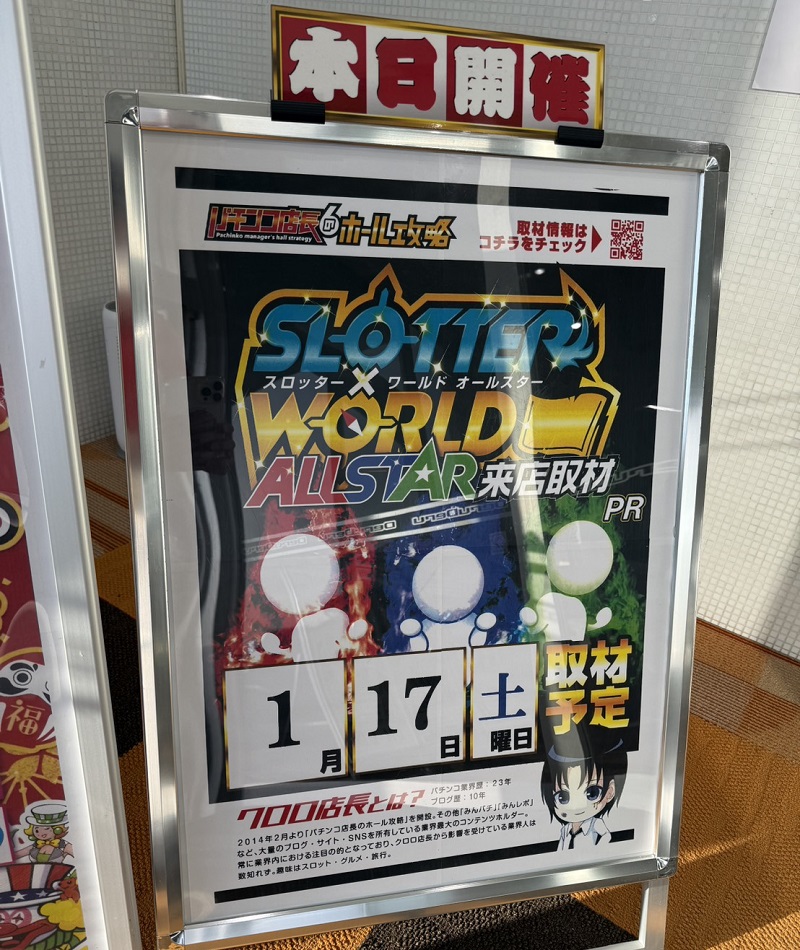 本日開催
パチンコ店長のホール攻略
Pachinko manager's hall strategy
取材情報は
コチラをチェック
SLOTTER
スロッター X ワールド オールスター
WORLD
ALLSTAR 来店取材
PR
1月 17日 土曜日
取材
予定
クロロ店長とは?
パチンコ業界歴:23年
ブログ歴:10年
2014年2月より「パチンコ店長のホール攻略」を開設。その他「みんパチ」「みんレポ」
など、大量のブログ・サイト・SNSを所有している業界最大のコンテンツホルダー。
常に業界内における注目の的となっており、クロロ店長から影響を受けている業界人は
数知れず。趣味はスロット・グルメ・旅行。
福